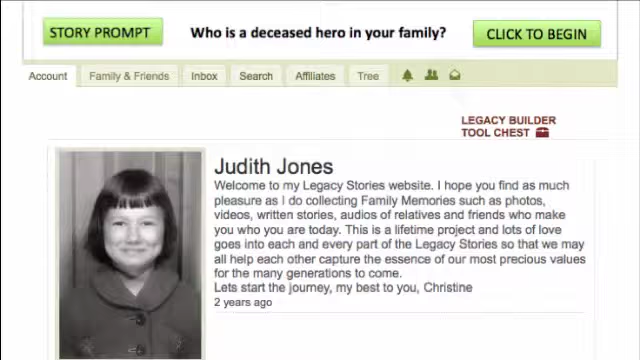 STORY PROMPT
Who is a deceased hero in your family?
CLICK TO BEGIN
Account
Family & Friends
Inbox
Search
Affiliates
Tree
LEGACY BUILDER
TOOL CHEST
Judith Jones
Welcome to my Legacy Stories website. I hope you find as much
pleasure as I do collecting Family Memories such as photos,
videos, written stories, audios of relatives and friends who make
you who you are today. This is a lifetime project and lots of love
goes into each and every part of the Legacy Stories so that we may
all help each other capture the essence of our most precious values
for the many generations to come.
Lets start the journey, my best to you, Christine
2 years ago